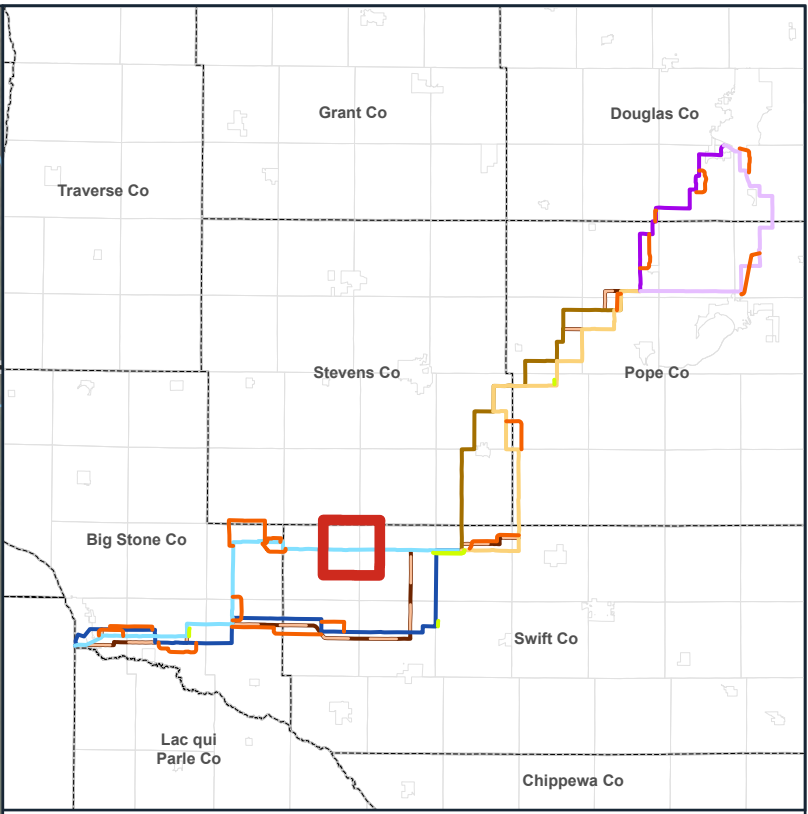 Grant Co
Douglas Co
Traverse Co
Stevens Co
Pope Co
Big Stone Co
Swift Co
Lac qui
Parle Co
Chippewa Co